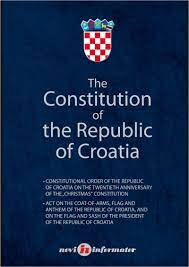 The
Constitution
of
the Republic
of Croatia
• CONSTITUTIONAL ORDER OF THE REPUBLIC
OF CROATIA ON THE TWENTIETH ANNIVERSARY
OF THE „CHRISTMAS” CONSTITUTION
• ACT ON THE COAT-OF-ARMS, FLAG AND
ANTHEM OF THE REPUBLIC OF CROATIA, AND
ON THE FLAG AND SASH OF THE PRESIDENT
OF THE REPUBLIC OF CROATIA
novi informator